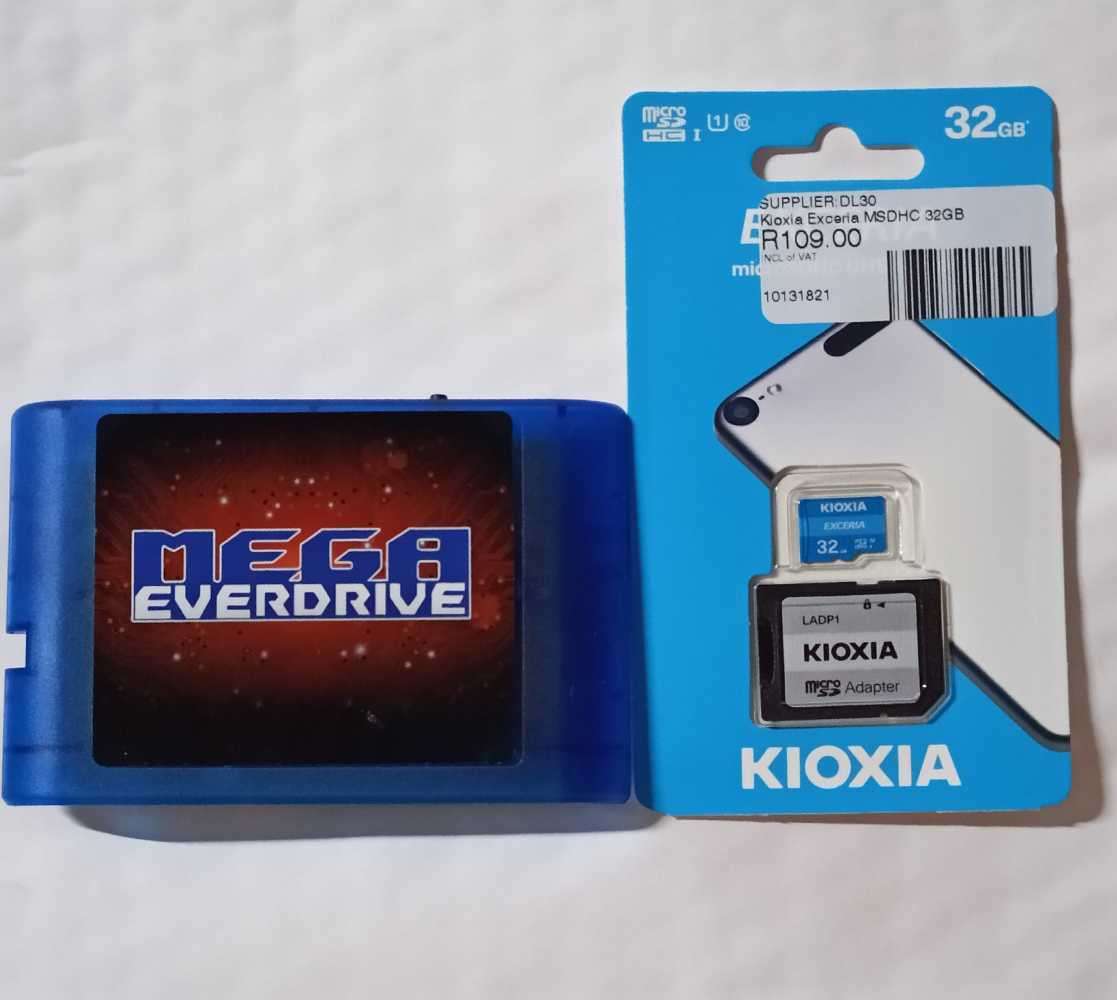 MEGA
EVERDRIVE
micro
SD
HC I
U1
10
32GB
SUPPLIER:DL30
Kioxia Exceria MSDHC 32GB
R109.00
NCL of VAT
10131821
KIOXIA
EXCERIA
32
LADP1
KIOXIA
micro
SD Adapter
KIOXIA